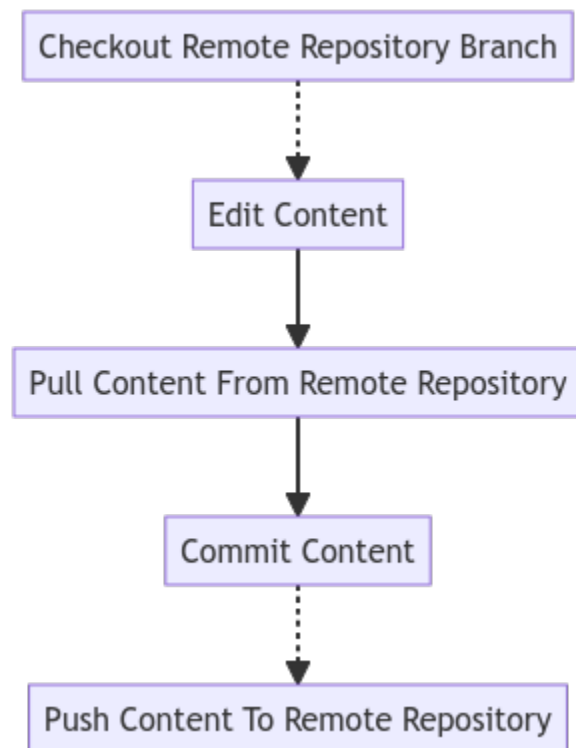 Checkout Remote Repository Branch
Edit Content
Pull Content From Remote Repository
Commit Content
Push Content To Remote Repository